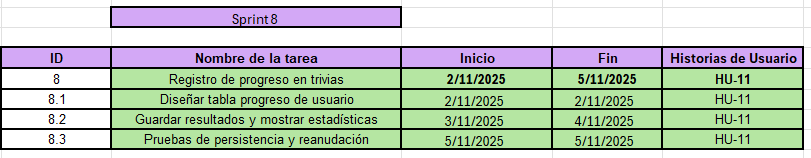 Sprint 8
ID Nombre de la tarea Inicio Fin Historias de Usuario
8 Registro de progreso en trivias 2/11/2025 5/11/2025 HU-11
8.1 Diseñar tabla progreso de usuario 2/11/2025 2/11/2025 HU-11
8.2 Guardar resultados y mostrar estadísticas 3/11/2025 4/11/2025 HU-11
8.3 Pruebas de persistencia y reanudación 5/11/2025 5/11/2025 HU-11